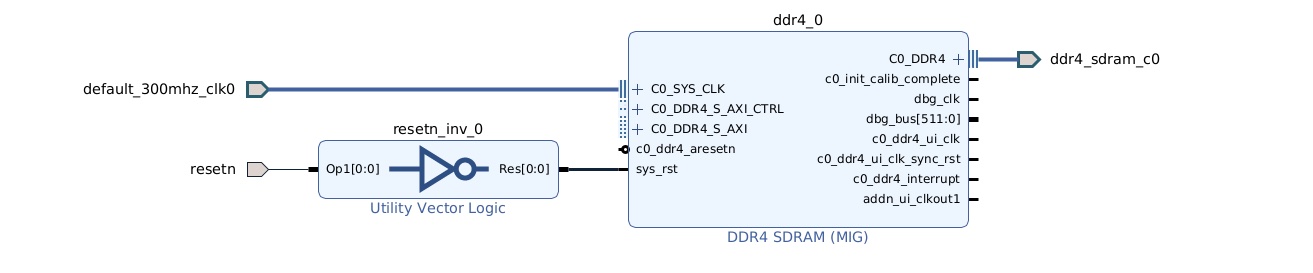 ddr4_0
default_300mhz_clk0
C0_SYS_CLK
C0_DDR4_S_AXI_CTRL
C0_DDR4_S_AXI
c0_ddr4_aresetn
sys_rst
C0_DDR4
c0_init_calib_complete
dbg_clk
dbg_bus[511:0]
c0_ddr4_ui_clk
c0_ddr4_ui_clk_sync_rst
c0_ddr4_interrupt
addn_ui_clkout1
ddr4_sdram_c0
resetn_inv_0
resetn
Op1[0:0]
Res[0:0]
Utility Vector Logic
DDR4 SDRAM (MIG)